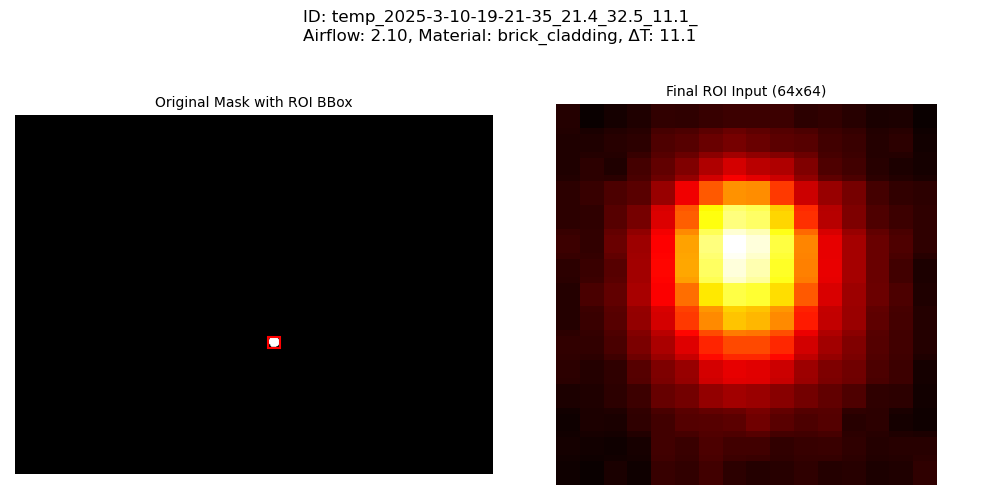 ID: temp_2025-3-10-19-21-35_21.4_32.5_11.1_
Airflow: 2.10, Material: brick_cladding, ΔT: 11.1
Original Mask with ROI BBox
Final ROI Input (64x64)